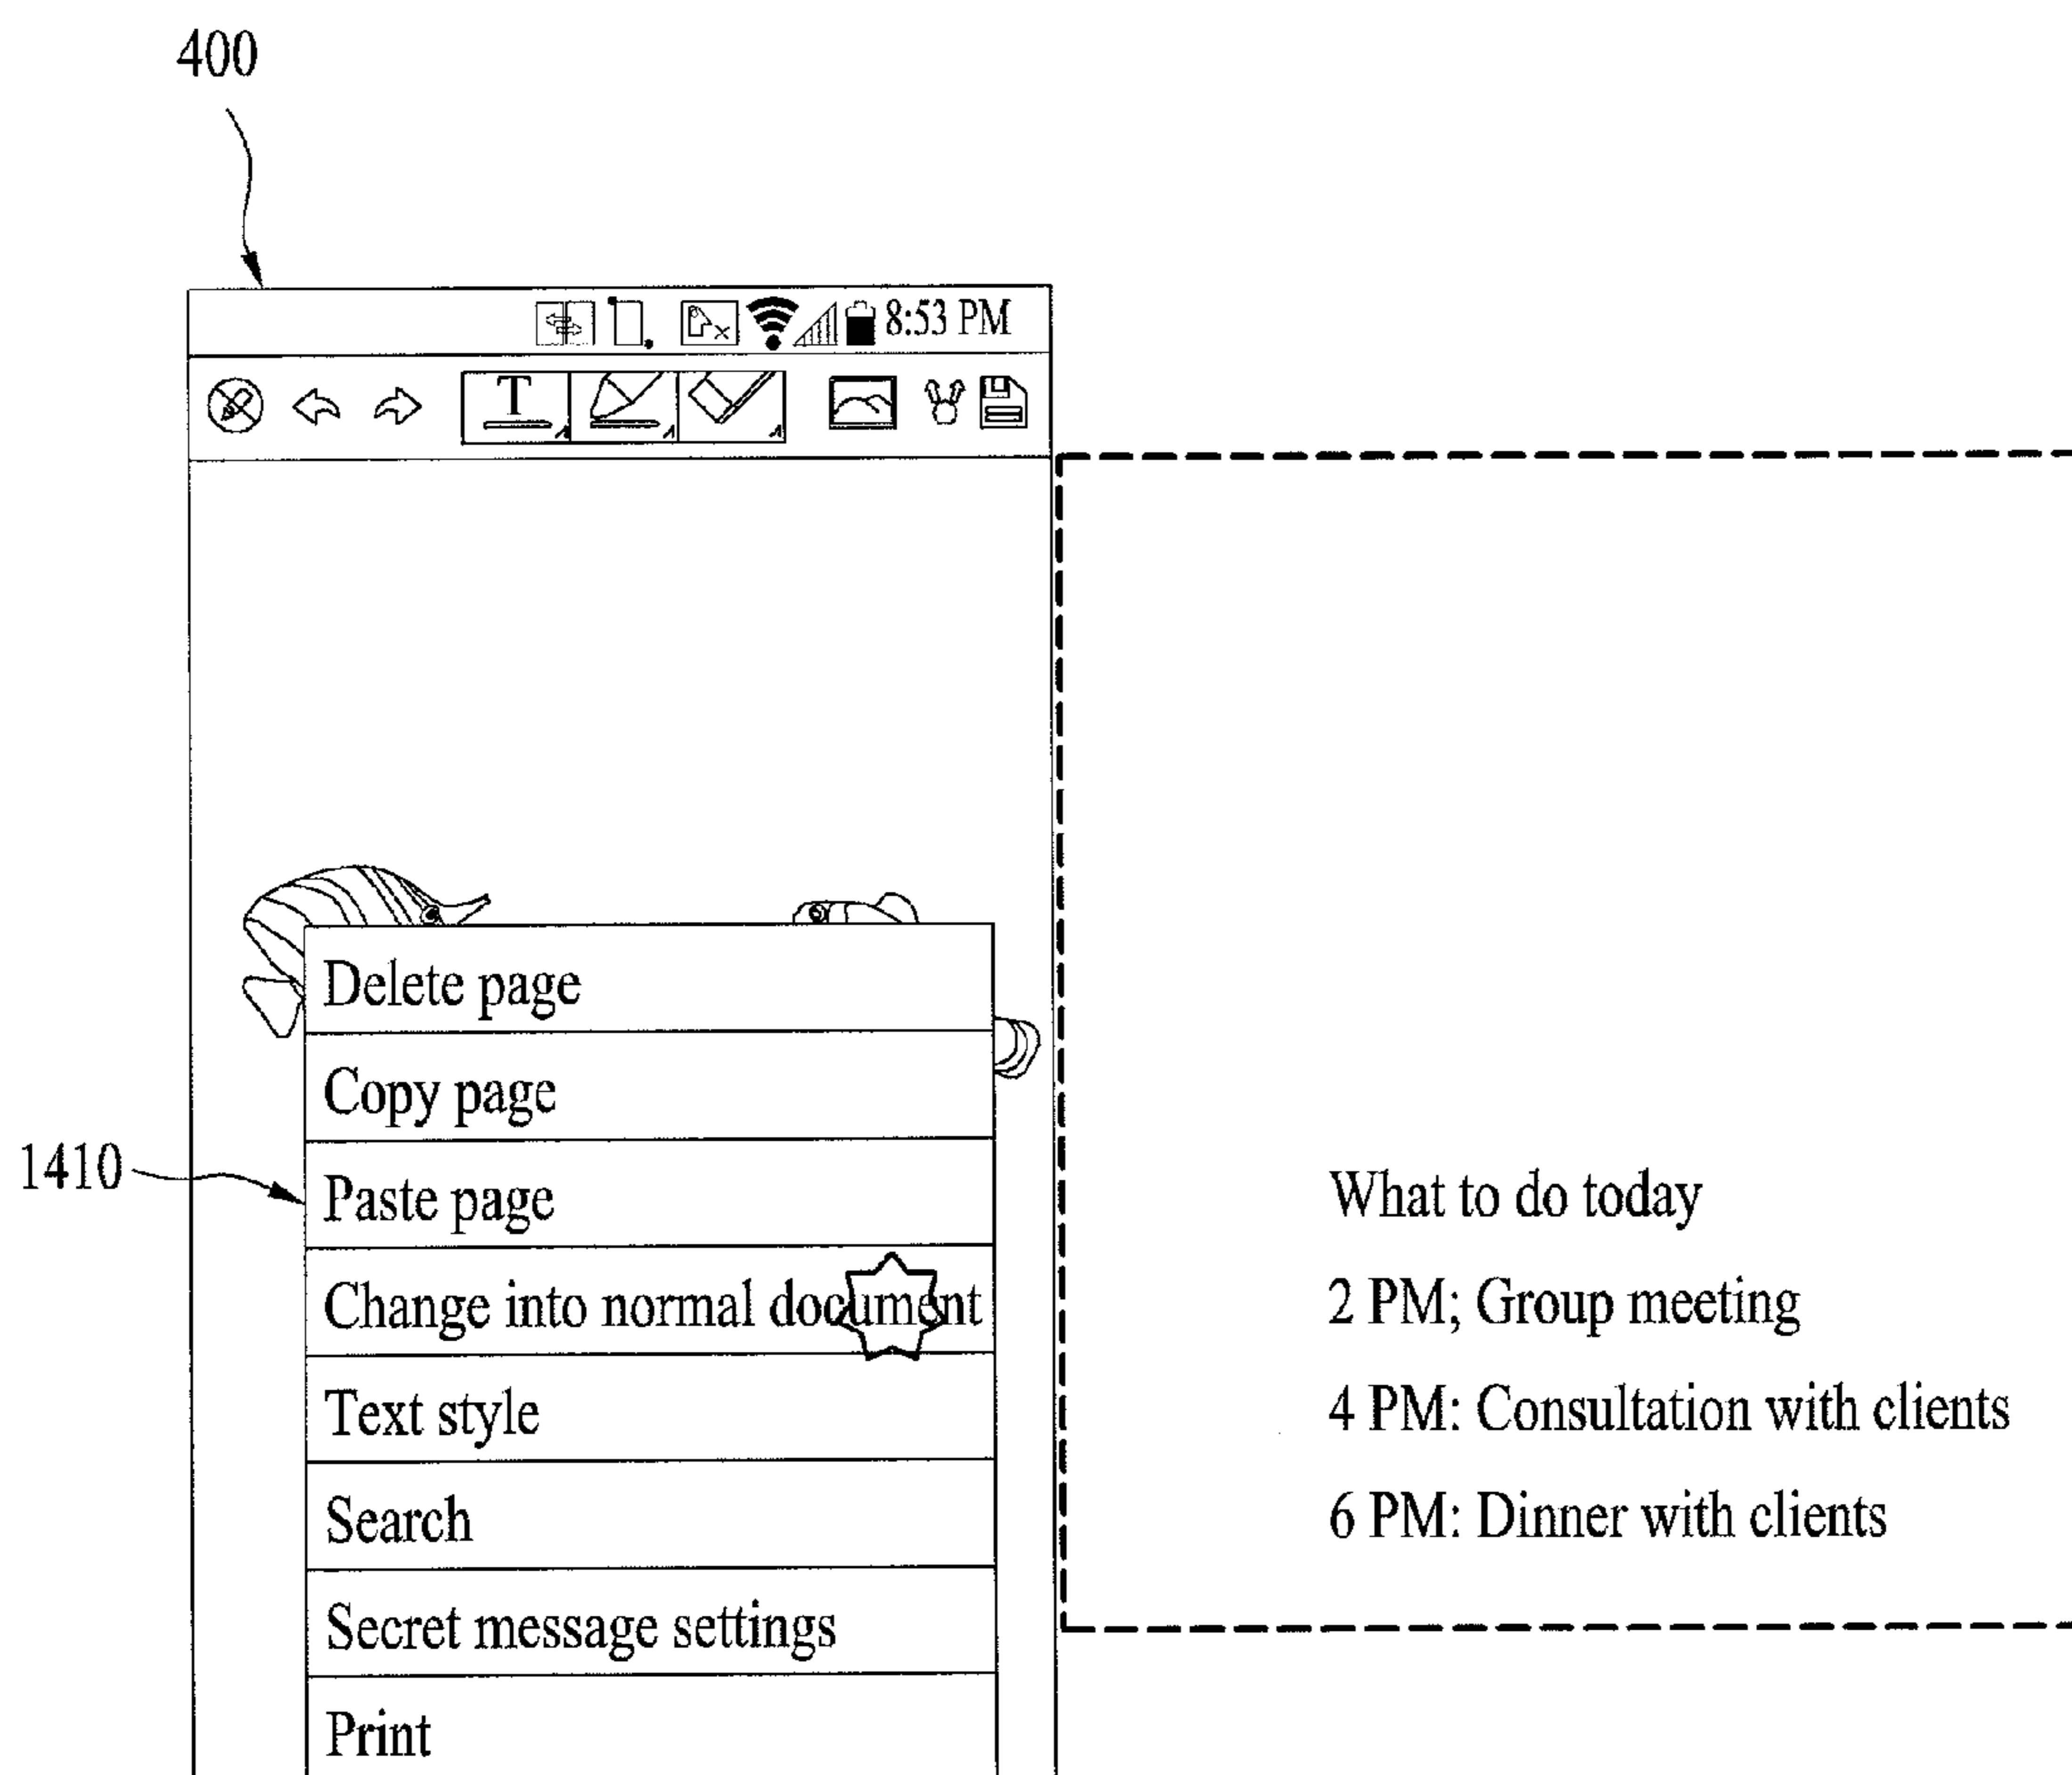 400
8:53 PM
T
Delete page
Copy page
1410
Paste page
Change into normal document
Text style
Search
Secret message settings
Print
What to do today
2 PM; Group meeting
4 PM: Consultation with clients
6 PM: Dinner with clients